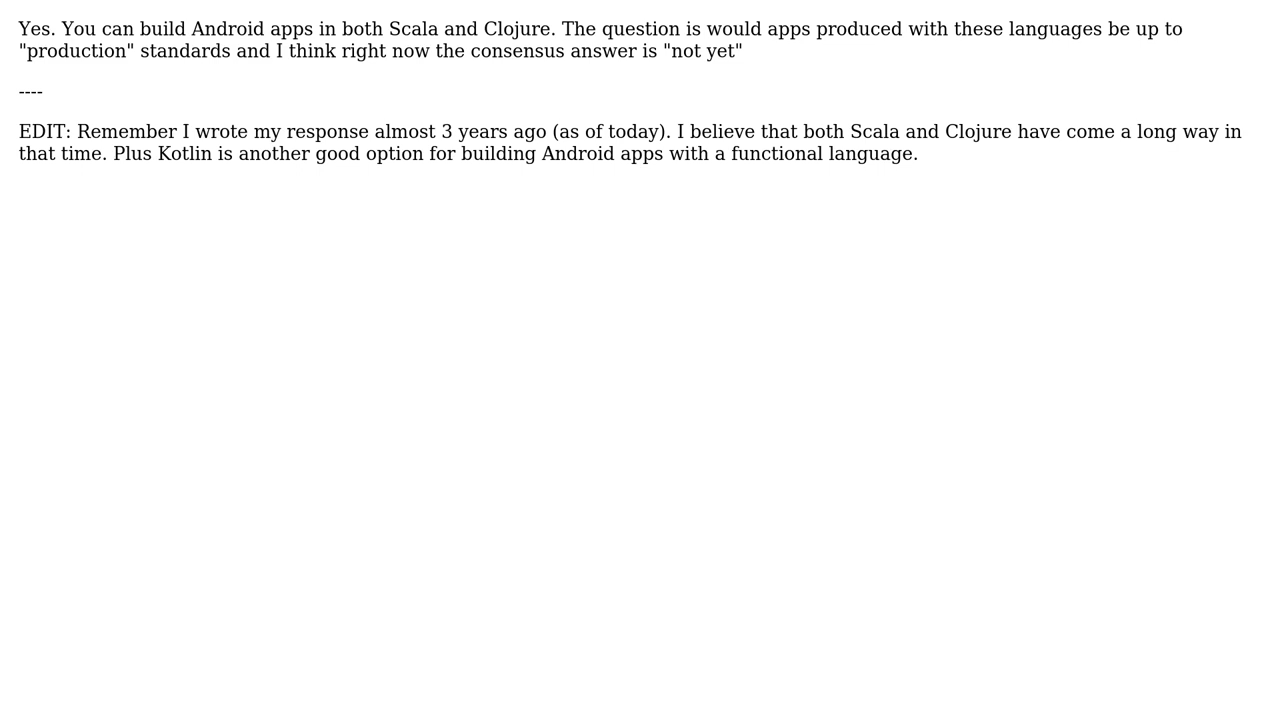 Yes. You can build Android apps in both Scala and Clojure. The question is would apps produced with these languages be up to
"production" standards and I think right now the consensus answer is "not yet"
----
EDIT: Remember I wrote my response almost 3 years ago (as of today). I believe that both Scala and Clojure have come a long way in
that time. Plus Kotlin is another good option for building Android apps with a functional language.